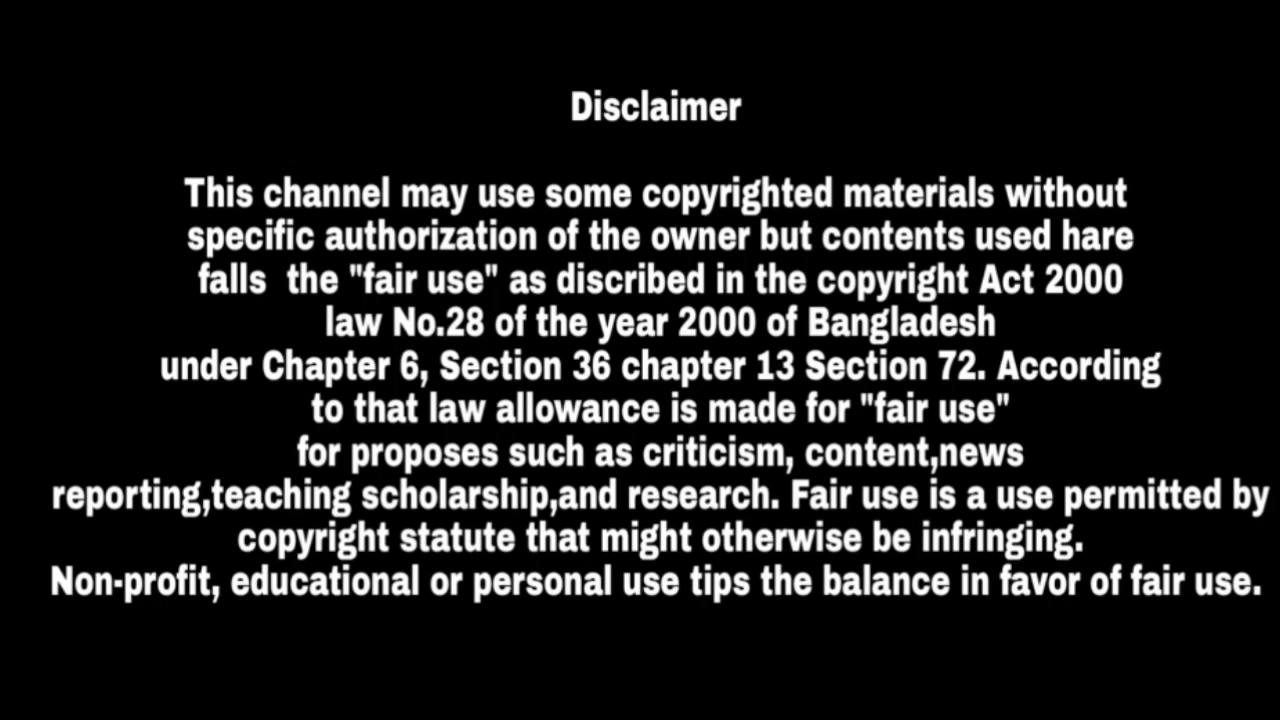 Disclaimer
This channel may use some copyrighted materials without
specific authorization of the owner but contents used hare
falls  the "fair use" as discribed in the copyright Act 2000
law No.28 of the year 2000 of Bangladesh
under Chapter 6, Section 36 chapter 13 Section 72. According
to that law allowance is made for "fair use"
for proposes such as criticism, content,news
reporting,teaching scholarship,and research. Fair use is a use permitted by
copyright statute that might otherwise be infringing.
Non-profit, educational or personal use tips the balance in favor of fair use.